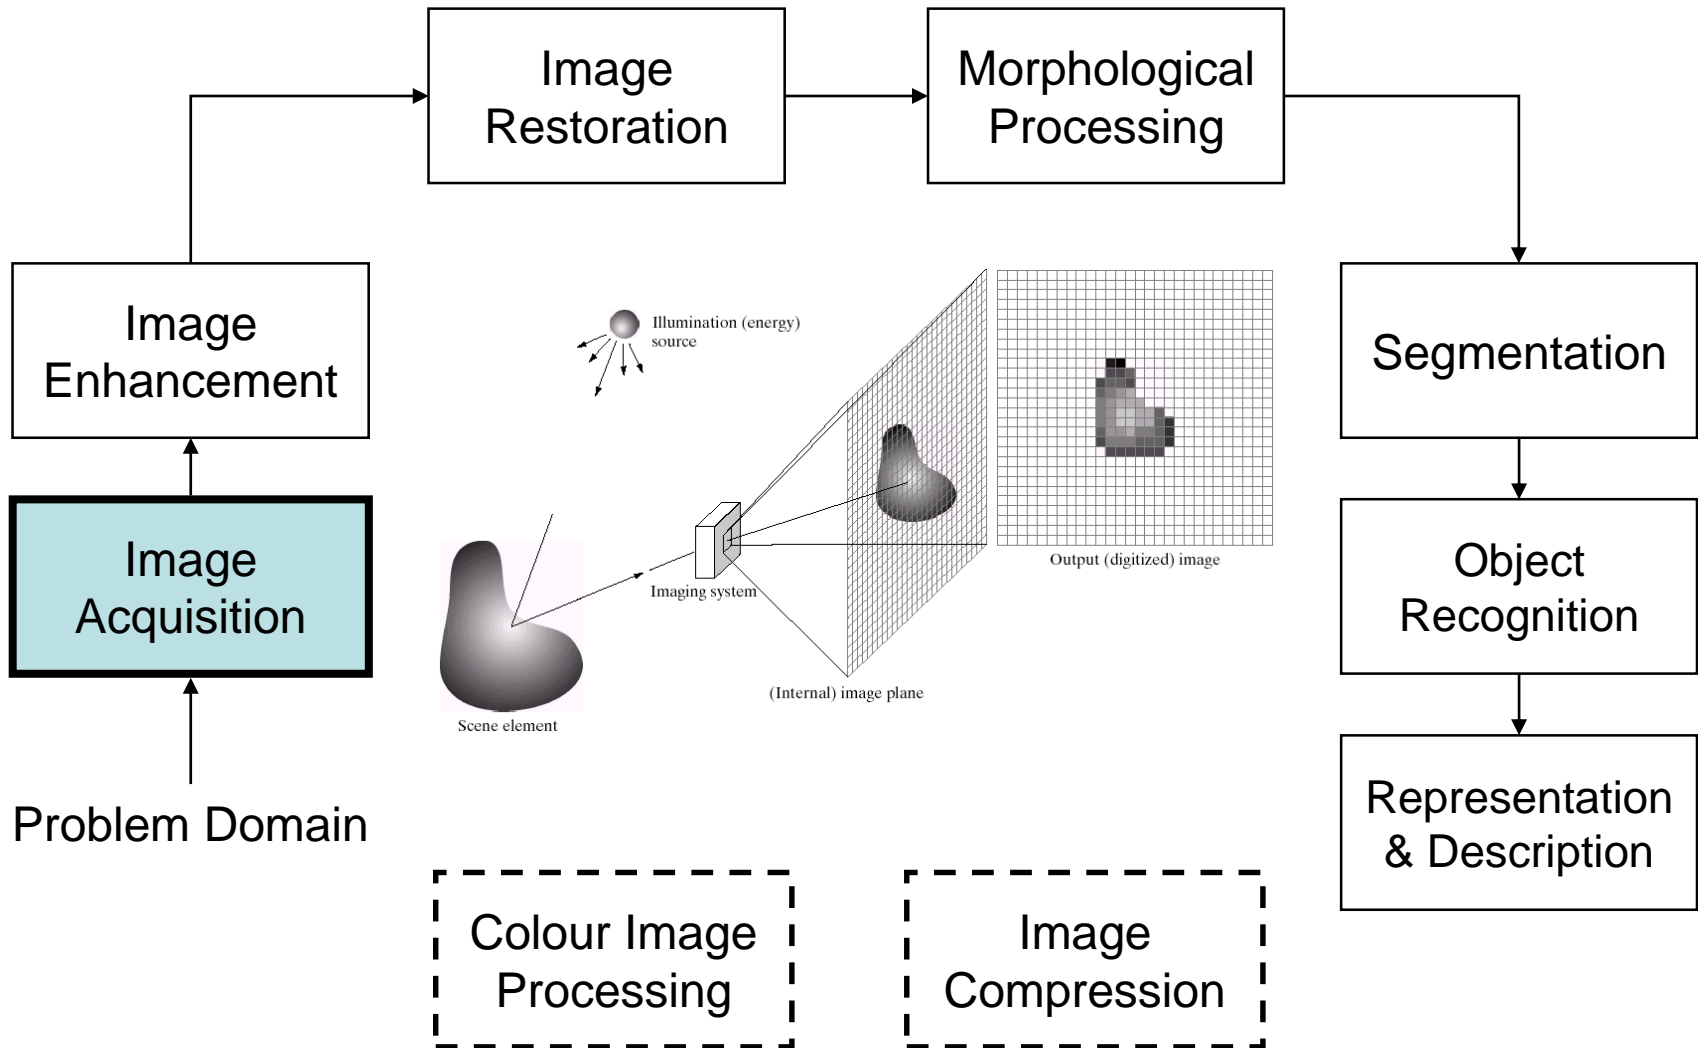 Image
Restoration
Morphological
Processing
Image
Enhancement
Illumination (energy)
source
Segmentation
Image
Acquisition
Imaging system
Output (digitized) image
Object
Recognition
(Internal) image plane
Scene element
Problem Domain
Representation
& Description
Colour Image
Processing
Image
Compression